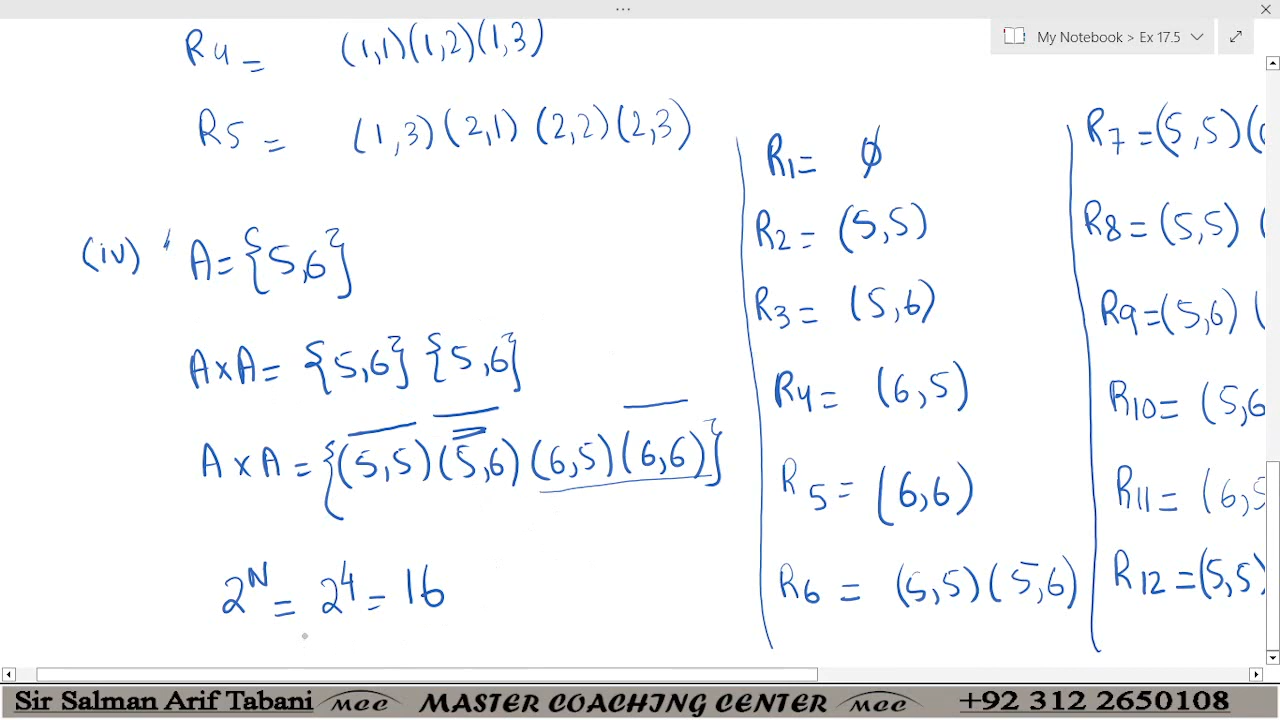 ...
My Notebook > Ex 17.5
R4 = (1,1)(1,2)(1,3)
R5 = (1,3)(2,1)(2,2)(2,3)
(iv) A={5,6}
A×A= {5,6} {5,6}
A×A={(5,5)(5,6)(6,5)(6,6)}
2^N = 2^4 = 16
R1= ϕ
R2= (5,5)
R3= (5,6)
R4= (6,5)
R5= (6,6)
R6 = (5,5)(5,6)
R7=(5,5)(
R8=(5,5) (
R9=(5,6) (
R10= (5,6
R11= (6,5
R12=(5,5)
Sir Salman Arif Tabani mcc MASTER COACHING CENTER mcc +92 312 2650108